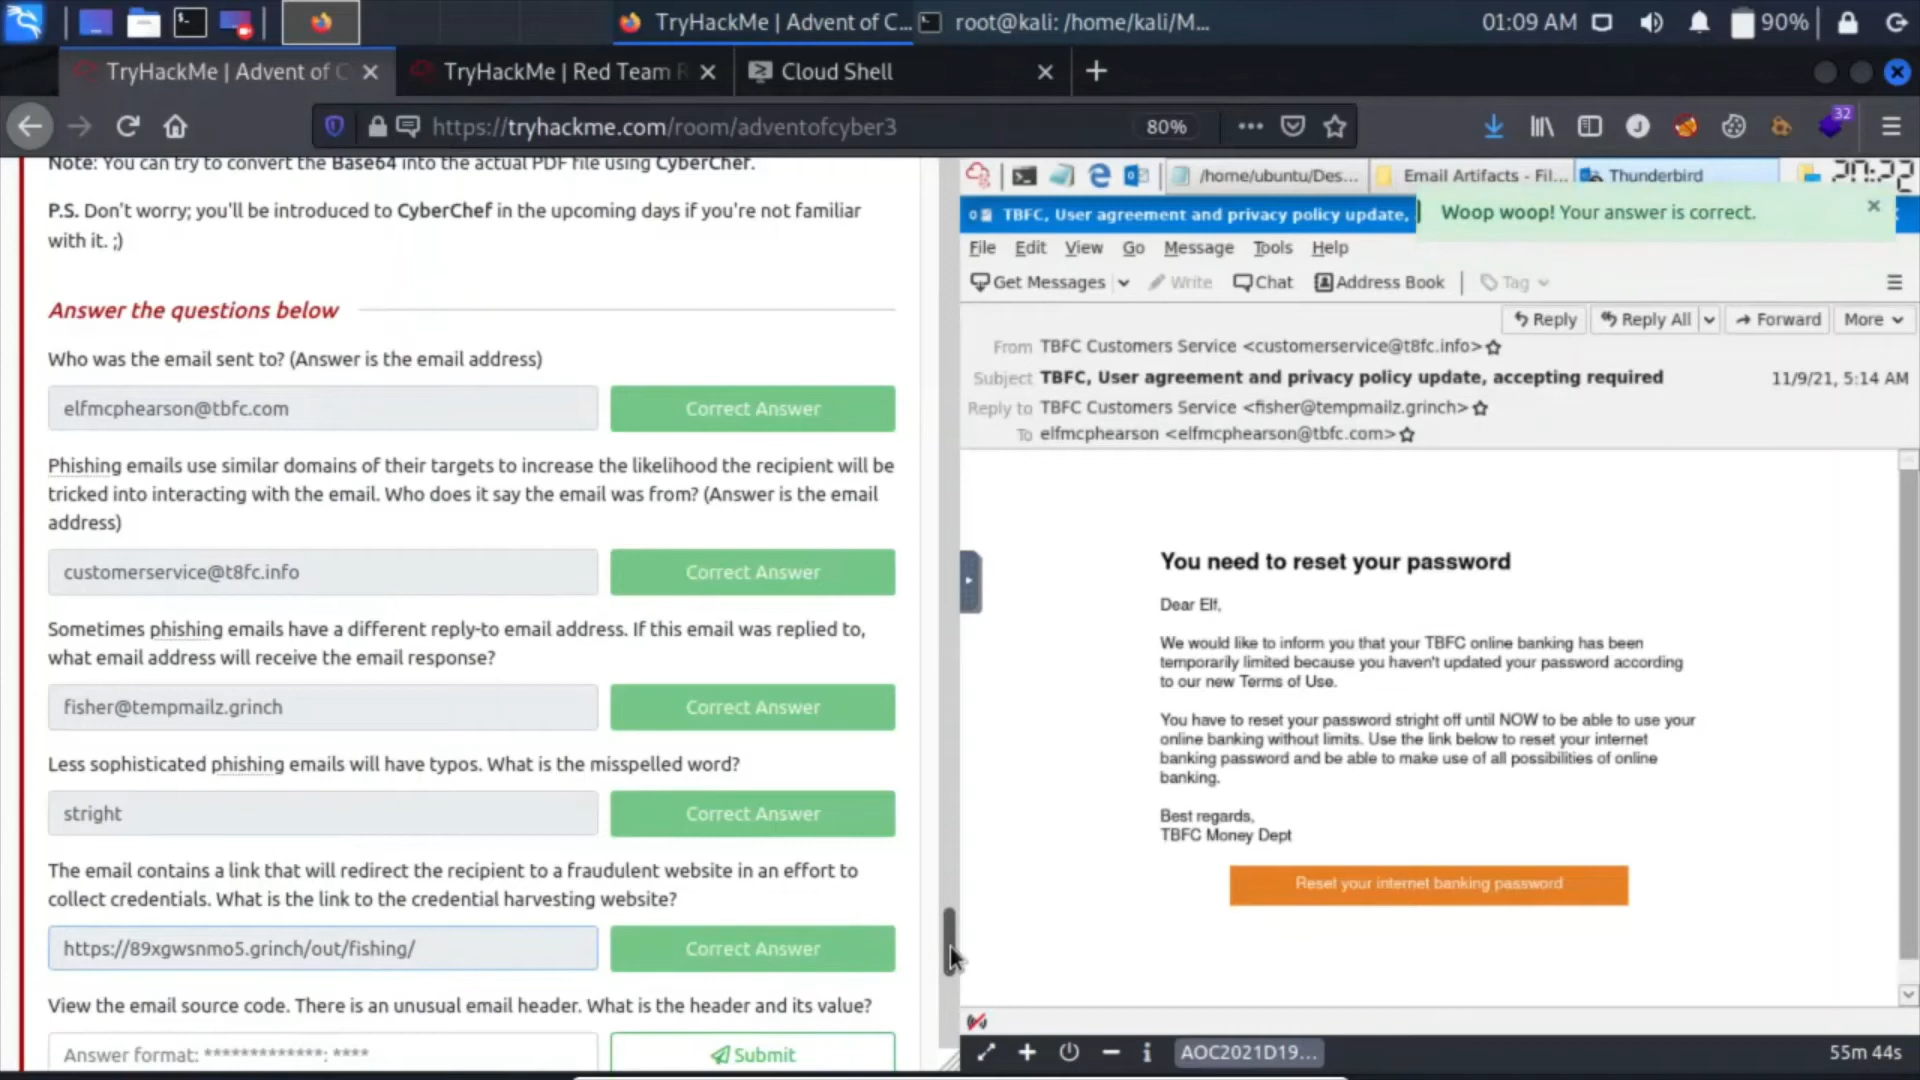 TryHackMe | Advent of C...
root@kali: /home/kali/M...
01:09 AM
90%
TryHackMe | Advent of C
TryHackMe | Red Team R
Cloud Shell
https://tryhackme.com/room/adventofcyber3
80%
32
Note: You can try to convert the Base64 into the actual PDF file using CyberChef.
P.S. Don't worry; you'll be introduced to CyberChef in the upcoming days if you're not familiar
with it. ;)
Answer the questions below
Who was the email sent to? (Answer is the email address)
elfmcphearson@tbfc.com
Correct Answer
Phishing emails use similar domains of their targets to increase the likelihood the recipient will be
tricked into interacting with the email. Who does it say the email was from? (Answer is the email
address)
customerservice@t8fc.info
Correct Answer
Sometimes phishing emails have a different reply-to email address. If this email was replied to,
what email address will receive the email response?
fisher@tempmailz.grinch
Correct Answer
Less sophisticated phishing emails will have typos. What is the misspelled word?
stright
Correct Answer
The email contains a link that will redirect the recipient to a fraudulent website in an effort to
collect credentials. What is the link to the credential harvesting website?
https://89xgwsnmo5.grinch/out/fishing/
Correct Answer
View the email source code. There is an unusual email header. What is the header and its value?
Answer format: *************: ****
Submit
/home/ubuntu/Des...
Email Artifacts - Fil...
Thunderbird
20:22
TBFC, User agreement and privacy policy update,
Woop woop! Your answer is correct.
File Edit View Go Message Tools Help
Get Messages Write Chat Address Book Tag
Reply Reply All Forward More
From TBFC Customers Service <customerservice@t8fc.info>
Subject TBFC, User agreement and privacy policy update, accepting required 11/9/21, 5:14 AM
Reply to TBFC Customers Service <fisher@tempmailz.grinch>
To elfmcphearson <elfmcphearson@tbfc.com>
You need to reset your password
Dear Elf,
We would like to inform you that your TBFC online banking has been
temporarily limited because you haven't updated your password according
to our new Terms of Use.
You have to reset your password stright off until NOW to be able to use your
online banking without limits. Use the link below to reset your internet
banking password and be able to make use of all possibilities of online
banking.
Best regards,
TBFC Money Dept
Reset your internet banking password
AOC2021D19...
55m 44s